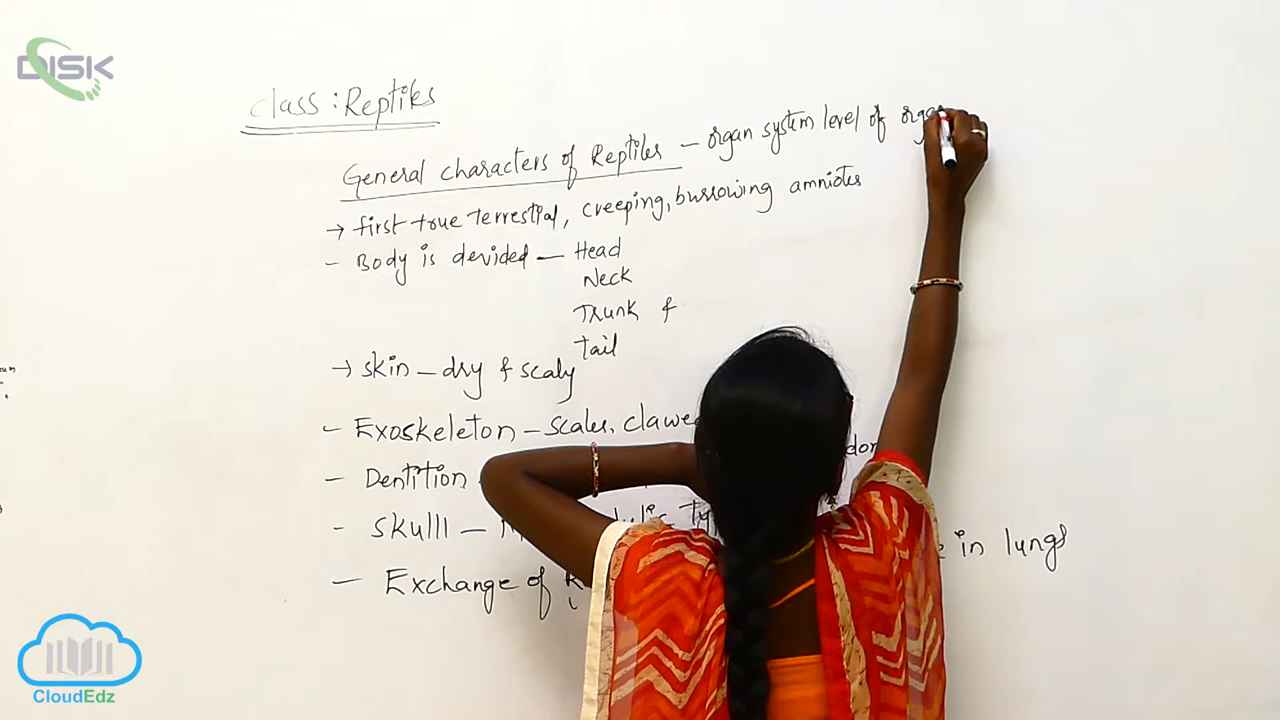 DISK
class : Reptiles
General characters of Reptiles - organ system level of
→ first true terrestrial, creeping, burrowing amniotes
- Body is devided - Head
Neck
Trunk &
Tail
→ skin - dry & scaly
- Exoskeleton - scales, clawe
- Dentition
- skulll -
- Exchange of in lungs
CloudEdz